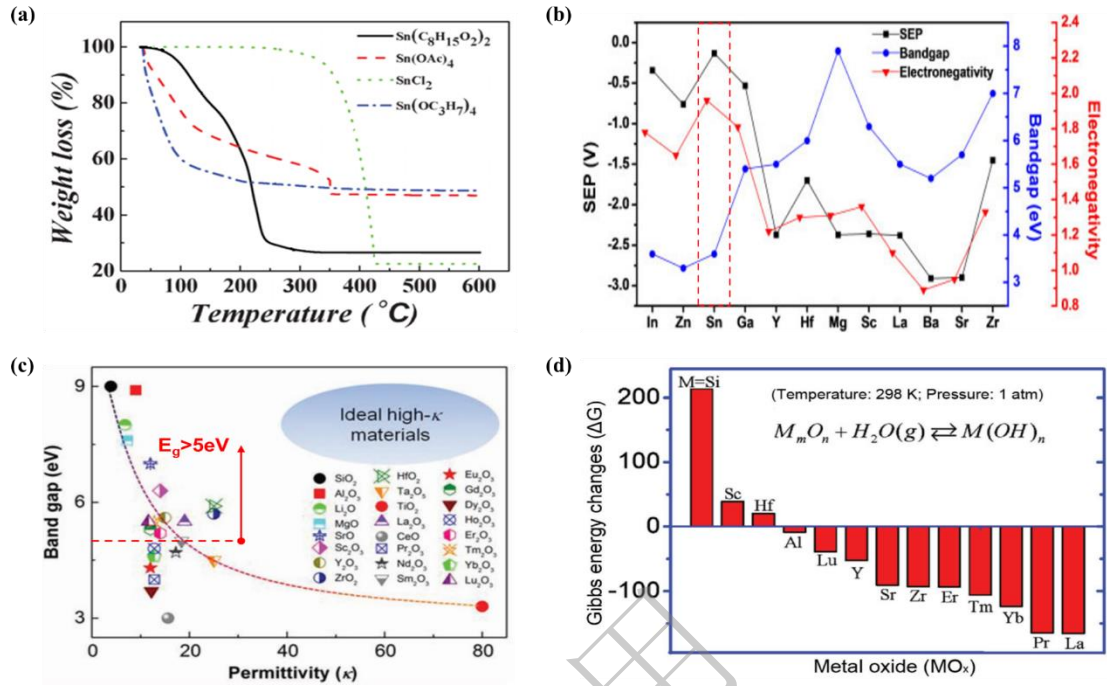 (a)
100
80
60
40
20
0
100
200
300
400
500
600
Weight loss (%)
Temperature ( °C)
Sn(C₈H₁₅O₂)₂
Sn(OAc)₄
SnCl₂
Sn(OC₃H₇)₄
(b)
0.0
-0.5
-1.0
-1.5
-2.0
-2.5
-3.0
SEP (V)
SEP
Bandgap
Electronegativity
In Zn Sn Ga Y Hf Mg Sc La Ba Sr Zr
8
7
6
5
4
3
Bandgap (eV)
2.4
2.2
2.0
1.8
1.6
1.4
1.2
1.0
0.8
Electronegativity
(c)
9
6
3
Band gap (eV)
0 20 40 60 80
Permittivity (κ)
Ideal high-κ
materials
E_g>5eV
SiO₂
Al₂O₃
Li₂O
MgO
SrO
Sc₂O₃
Y₂O₃
ZrO₂
HfO₂
Ta₂O₅
TiO₂
La₂O₃
CeO
Pr₂O₃
Nd₂O₃
Sm₂O₃
Eu₂O₃
Gd₂O₃
Dy₂O₃
Ho₂O₃
Er₂O₃
Tm₂O₃
Yb₂O₃
Lu₂O₃
(d)
200
100
0
-100
Gibbs energy changes (ΔG)
M=Si
(Temperature: 298 K; Pressure: 1 atm)
MₘOₙ + H₂O(g) ⇄ M(OH)ₙ
Sc
Hf
Al
Lu
Y
Sr
Zr
Er
Tm
Yb
Pr
La
Metal oxide (MOₓ)